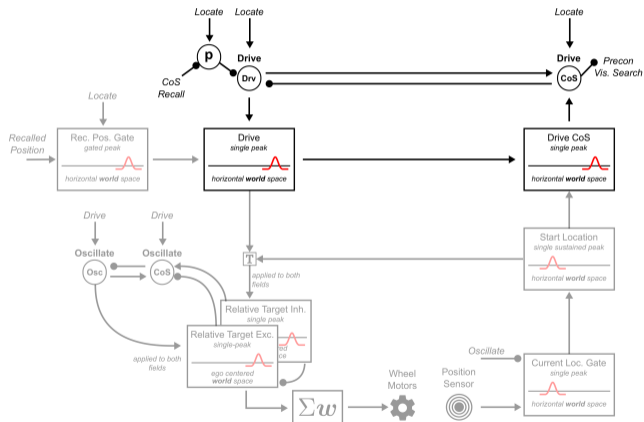 Locate
Locate
Locate
p
Drive
Drv
Drive
CoS
Precon
Vis. Search
CoS
Recall
Locate
Recalled
Position
Rec. Pos. Gate
gated peak
horizontal world space
Drive
single peak
horizontal world space
Drive CoS
single peak
horizontal world space
Drive
Drive
Oscillate
Oscillate
Osc
CoS
T
applied to both
fields
Start Location
single sustained peak
horizontal world space
Relative Target Inh.
single peak
Relative Target Exc.
single-peak
ego centered
world space
applied to both
fields
Oscillate
Current Loc. Gate
single peak
horizontal world space
Σw
Wheel
Motors
Position
Sensor